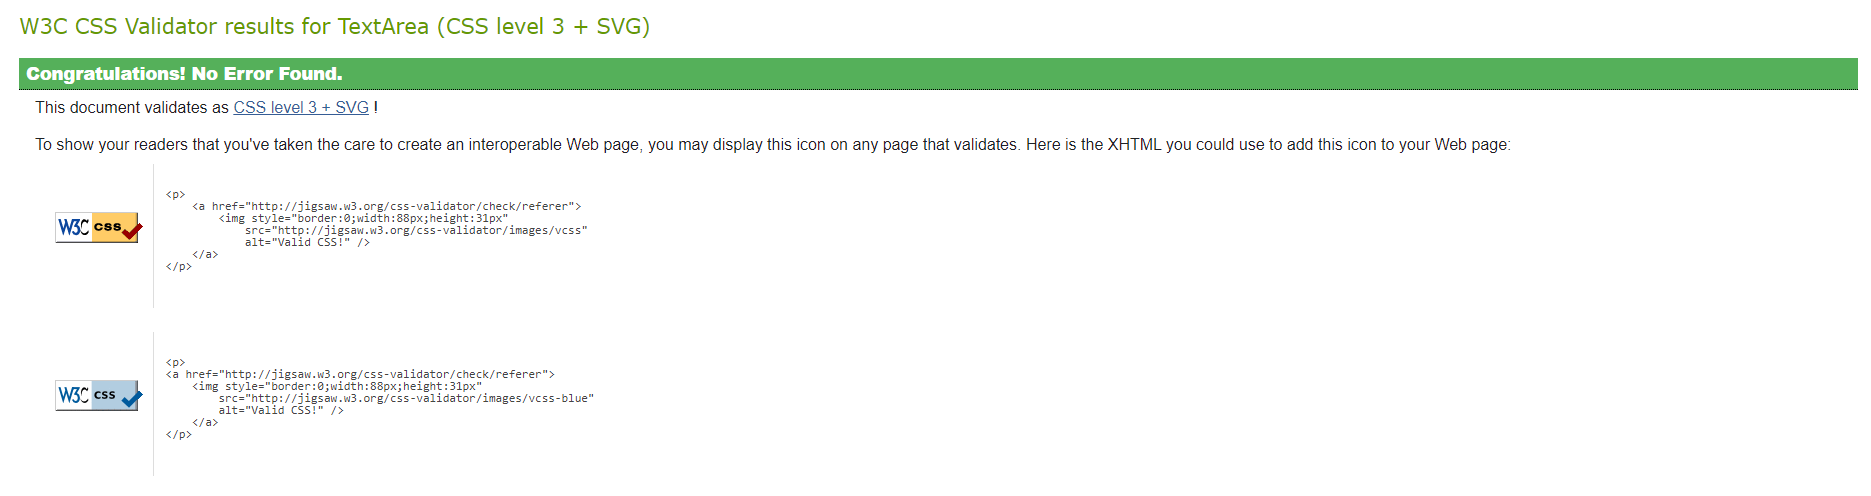 W3C CSS Validator results for TextArea (CSS level 3 + SVG)
Congratulations! No Error Found.
This document validates as CSS level 3 + SVG !
To show your readers that you've taken the care to create an interoperable Web page, you may display this icon on any page that validates. Here is the XHTML you could use to add this icon to your Web page:
W3C css
<p>
    <a href="http://jigsaw.w3.org/css-validator/check/referer">
        <img style="border:0;width:88px;height:31px"
            src="http://jigsaw.w3.org/css-validator/images/vcss"
            alt="Valid CSS!" />
    </a>
</p>
W3C css
<p>
<a href="http://jigsaw.w3.org/css-validator/check/referer">
    <img style="border:0;width:88px;height:31px"
        src="http://jigsaw.w3.org/css-validator/images/vcss-blue"
        alt="Valid CSS!" />
    </a>
</p>